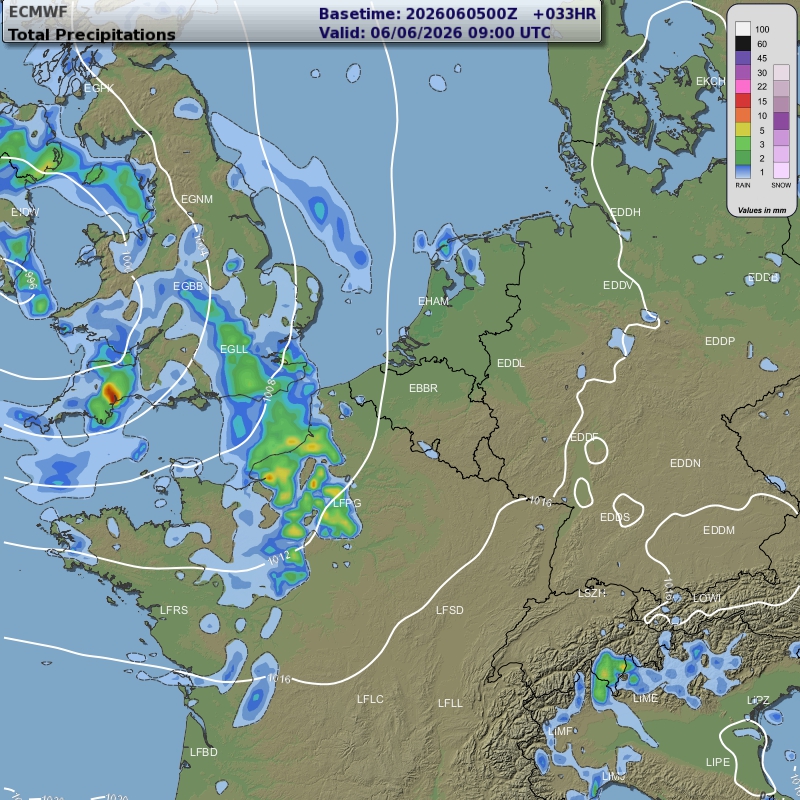 ECMWF
Basetime: 2026060500Z +033HR
Total Precipitations
Valid: 06/06/2026 09:00 UTC
100
60
45
30
22
15
10
5
3
2
1
RAIN SNOW
Values in mm
EGPK
EKCH
EIDW
EGNM
EDDH
EGBB
EDDV
EDDB
EHAM
EGLL
EDDL
EDDP
EBBR
1008
EDDF
EDDN
LFPG
1016
EDDS
EDDM
1012
LFRS
LFSD
LSZH
LOWI
1016
LFLC
LFLL
LIME
LIPZ
LIMF
LFBD
LIPE